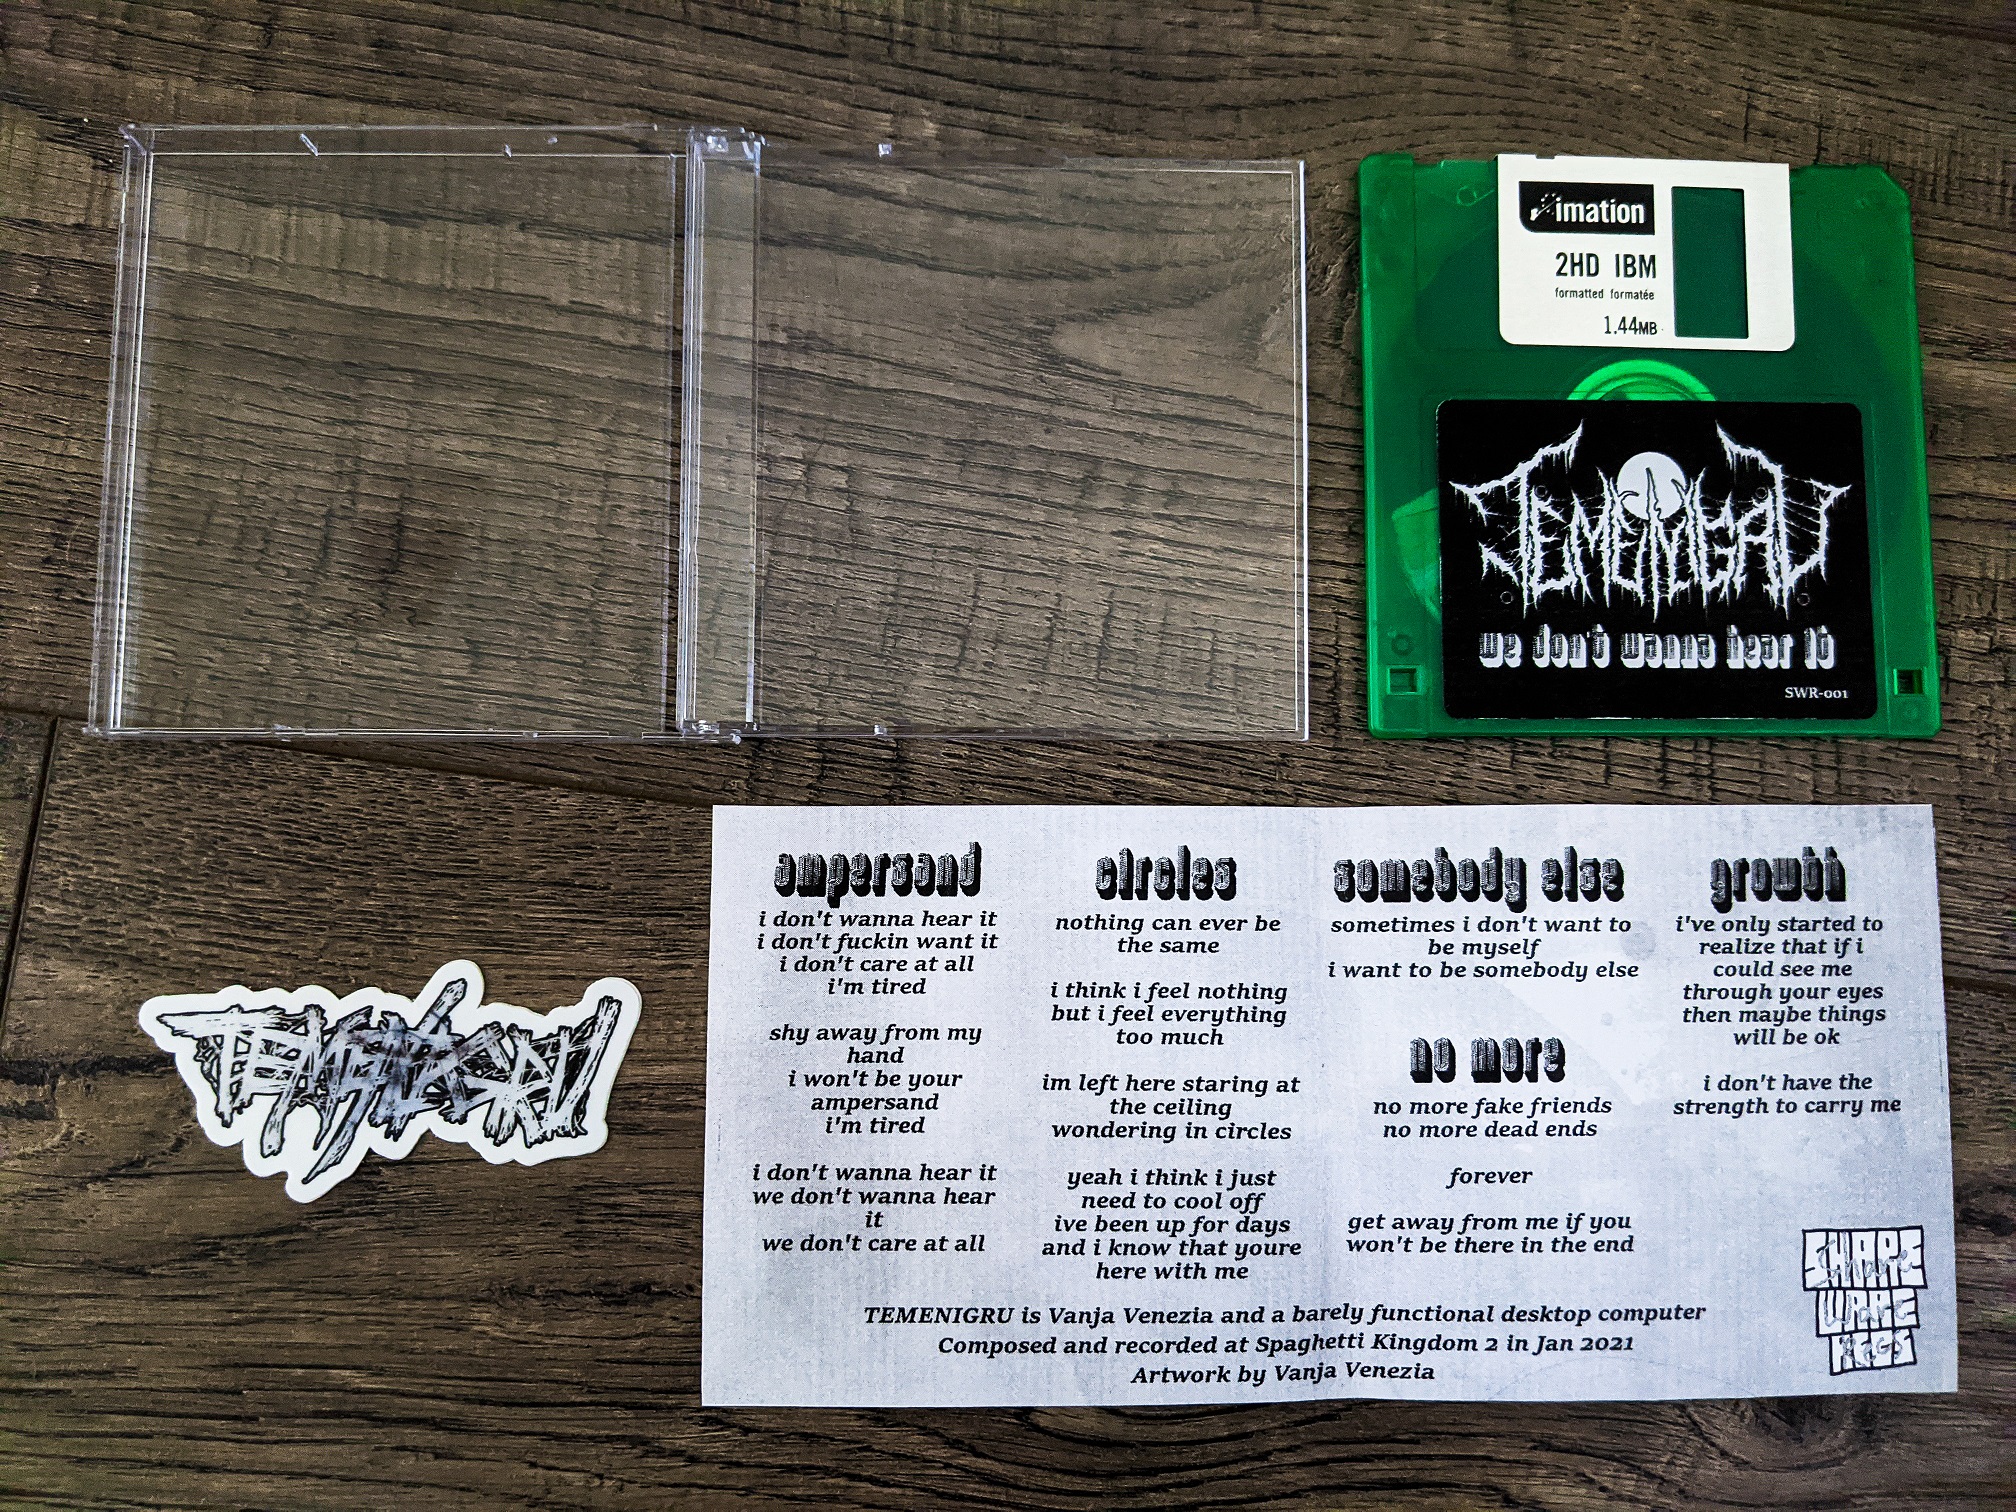 imation
2HD IBM
formatted formatée
1.44MB
TEMENIGRU
we don't wanna hear it
SWR-001
TEMENIGRU
ampersand
i don't wanna hear it
i don't fuckin want it
i don't care at all
i'm tired
shy away from my
hand
i won't be your
ampersand
i'm tired
i don't wanna hear it
we don't wanna hear
it
we don't care at all
circles
nothing can ever be
the same
i think i feel nothing
but i feel everything
too much
im left here staring at
the ceiling
wondering in circles
yeah i think i just
need to cool off
ive been up for days
and i know that youre
here with me
somebody else
sometimes i don't want to
be myself
i want to be somebody else
no more
no more fake friends
no more dead ends
forever
get away from me if you
won't be there in the end
growth
i've only started to
realize that if i
could see me
through your eyes
then maybe things
will be ok
i don't have the
strength to carry me
TEMENIGRU is Vanja Venezia and a barely functional desktop computer
Composed and recorded at Spaghetti Kingdom 2 in Jan 2021
Artwork by Vanja Venezia
SHARE
WARE
RECS